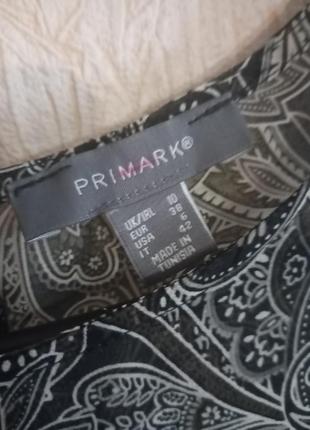 PRIMARK®
UK/IRL 10
EUR 38
USA 6
IT 42
MADE IN
TUNISIA